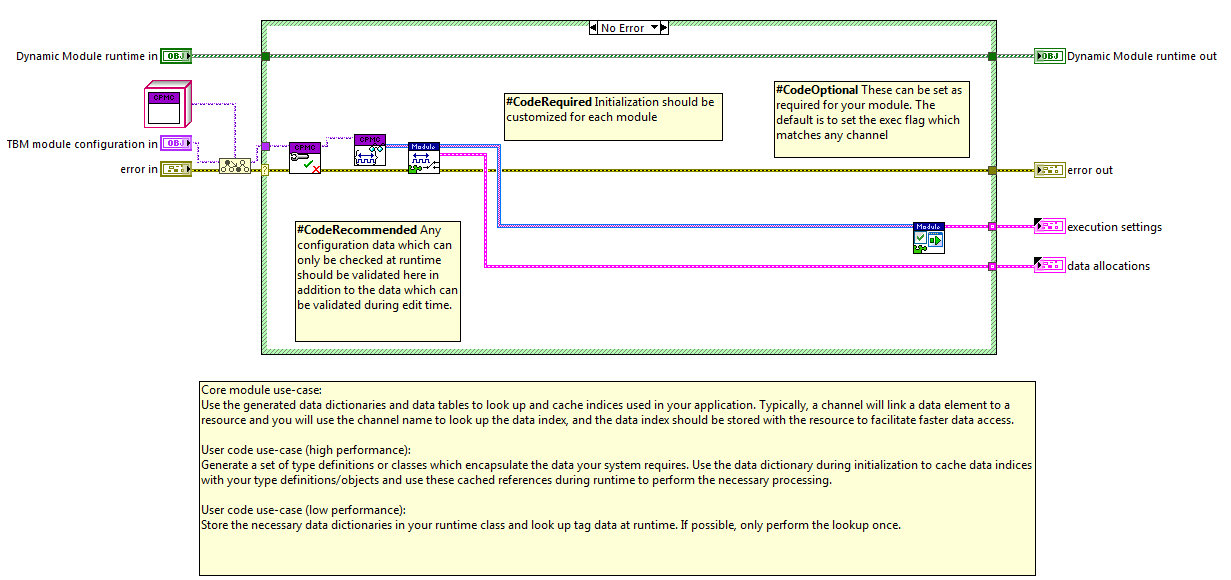 No Error
Dynamic Module runtime in
OBJ
OBJ
Dynamic Module runtime out
CPMC
#CodeRequired Initialization should be
customized for each module
#CodeOptional These can be set as
required for your module. The
default is to set the exec flag which
matches any channel
TBM module configuration in
OBJ
CPMC
CPMC
Module
error in
?
error out
#CodeRecommended Any
configuration data which can
only be checked at runtime
should be validated here in
addition to the data which can
be validated during edit time.
Module
execution settings
data allocations
Core module use-case:
Use the generated data dictionaries and data tables to look up and cache indices used in your application. Typically, a channel will link a data element to a
resource and you will use the channel name to look up the data index, and the data index should be stored with the resource to facilitate faster data access.
User code use-case (high performance):
Generate a set of type definitions or classes which encapsulate the data your system requires. Use the data dictionary during initialization to cache data indices
with your type definitions/objects and use these cached references during runtime to perform the necessary processing.
User code use-case (low performance):
Store the necessary data dictionaries in your runtime class and look up tag data at runtime. If possible, only perform the lookup once.